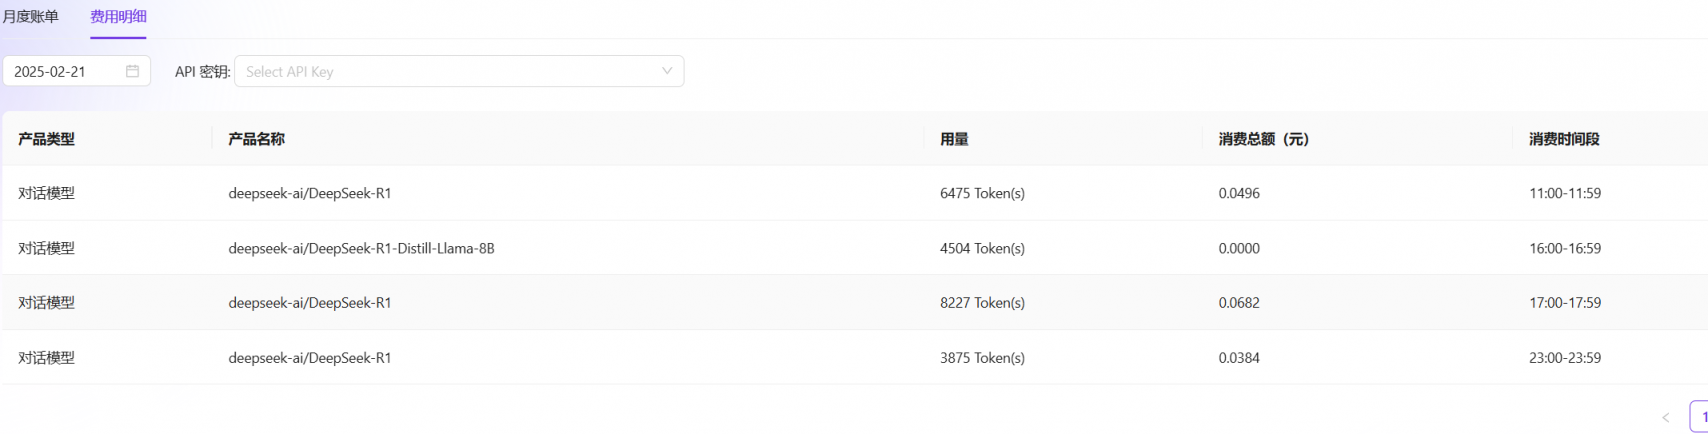 月度账单 费用明细
2025-02-21 API 密钥: Select API Key
产品类型 产品名称 用量 消费总额（元） 消费时间段
对话模型 deepseek-ai/DeepSeek-R1 6475 Token(s) 0.0496 11:00-11:59
对话模型 deepseek-ai/DeepSeek-R1-Distill-Llama-8B 4504 Token(s) 0.0000 16:00-16:59
对话模型 deepseek-ai/DeepSeek-R1 8227 Token(s) 0.0682 17:00-17:59
对话模型 deepseek-ai/DeepSeek-R1 3875 Token(s) 0.0384 23:00-23:59
1